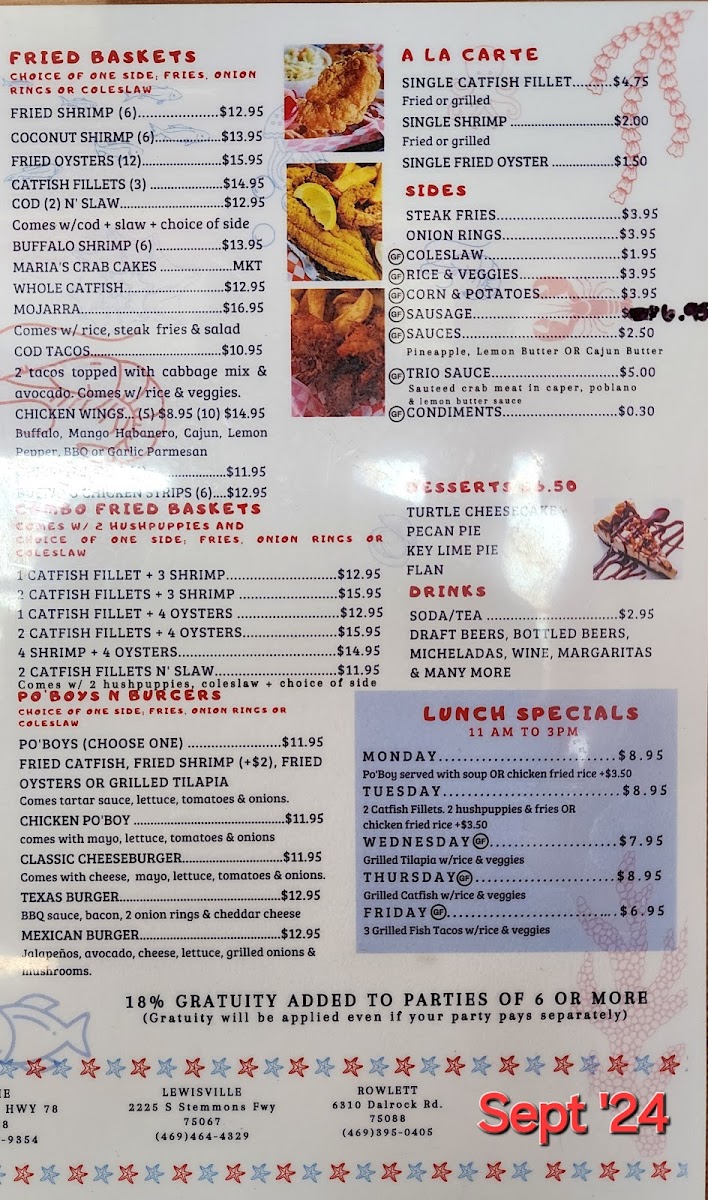 FRIED BASKETS
CHOICE OF ONE SIDE; FRIES, ONION
RINGS OR COLESLAW
FRIED SHRIMP (6)....................$12.95
COCONUT SHIRMP (6)..............$13.95
FRIED OYSTERS (12)..................$15.95
CATFISH FILLETS (3) ..................$14.95
COD (2) N' SLAW........................$12.95
Comes w/cod + slaw + choice of side
BUFFALO SHRIMP (6) .................$13.95
MARIA'S CRAB CAKES .................MKT
WHOLE CATFISH.......................$12.95
MOJARRA..................................$16.95
Comes w/ rice, steak fries & salad
COD TACOS...............................$10.95
2 tacos topped with cabbage mix &
avocado. Comes w/ rice & veggies.
CHICKEN WINGS... (5)-$8.95 (10) $14.95
Buffalo, Mango Habanero, Cajun, Lemon
Pepper, BBQ or Garlic Parmesan
...................$11.95
CHICKEN STRIPS (6)....$12.95
COMBO FRIED BASKETS
COMES W/ 2 HUSHPUPPIES AND
CHOICE OF ONE SIDE; FRIES, ONION RINGS OR
COLESLAW
1 CATFISH FILLET + 3 SHRIMP......................$12.95
2 CATFISH FILLETS + 3 SHRIMP ....................$15.95
1 CATFISH FILLET + 4 OYSTERS ....................$12.95
2 CATFISH FILLETS + 4 OYSTERS...................$15.95
4 SHRIMP + 4 OYSTERS..........................$14.95
2 CATFISH FILLETS N' SLAW.......................$11.95
Comes w/ 2 hushpuppies, coleslaw + choice of side
PO'BOYS N BURGERS
CHOICE OF ONE SIDE; FRIES, ONION RINGS OR
COLESLAW
PO'BOYS (CHOOSE ONE) .......................$11.95
FRIED CATFISH, FRIED SHRIMP (+$2), FRIED
OYSTERS OR GRILLED TILAPIA
Comes tartar sauce, lettuce, tomatoes & onions.
CHICKEN PO'BOY .............................$11.95
comes with mayo, lettuce, tomatoes & onions
CLASSIC CHEESEBURGER...................$11.95
Comes with cheese, mayo, lettuce, tomatoes & onions.
TEXAS BURGER................................$12.95
BBQ sauce, bacon, 2 onion rings & cheddar cheese
MEXICAN BURGER...........................$12.95
Jalapeños, avocado, cheese, lettuce, grilled onions &
mushrooms.
A LA CARTE
SINGLE CATFISH FILLET.........$4.75
Fried or grilled
SINGLE SHRIMP ....................$2.00
Fried or grilled
SINGLE FRIED OYSTER ..............$1.50
SIDES
STEAK FRIES.........................$3.95
ONION RINGS.......................$3.95
GF COLESLAW.........................$1.95
GF RICE & VEGGIES..................$3.95
GF CORN & POTATOES...............$3.95
GF SAUSAGE...........................$6.95
GF SAUCES............................$2.50
Pineapple, Lemon Butter OR Cajun Butter
GF TRIO SAUCE.......................$5.00
Sauteed crab meat in caper, poblano
& lemon butter sauce
GF CONDIMENTS......................$0.30
DESSERTS $6.50
TURTLE CHEESECAKE
PECAN PIE
KEY LIME PIE
FLAN
DRINKS
SODA/TEA ..........................$2.95
DRAFT BEERS, BOTTLED BEERS,
MICHELADAS, WINE, MARGARITAS
& MANY MORE
LUNCH SPECIALS
11 AM TO 3PM
MONDAY..........................$8.95
Po'Boy served with soup OR chicken fried rice +$3.50
TUESDAY..........................$8.95
2 Catfish Fillets. 2 hushpuppies & fries OR
chicken fried rice +$3.50
WEDNESDAY GF...................$7.95
Grilled Tilapia w/rice & veggies
THURSDAY GF.....................$8.95
Grilled Catfish w/rice & veggies
FRIDAY GF........................$6.95
3 Grilled Fish Tacos w/rice & veggies
18% GRATUITY ADDED TO PARTIES OF 6 OR MORE
(Gratuity will be applied even if your party pays separately)
IE
HWY 78
8
-9354
LEWISVILLE
2225 S Stemmons Fwy
75067
(469)464-4329
ROWLETT
6310 Dalrock Rd.
75088
(469)395-0405
Sept '24